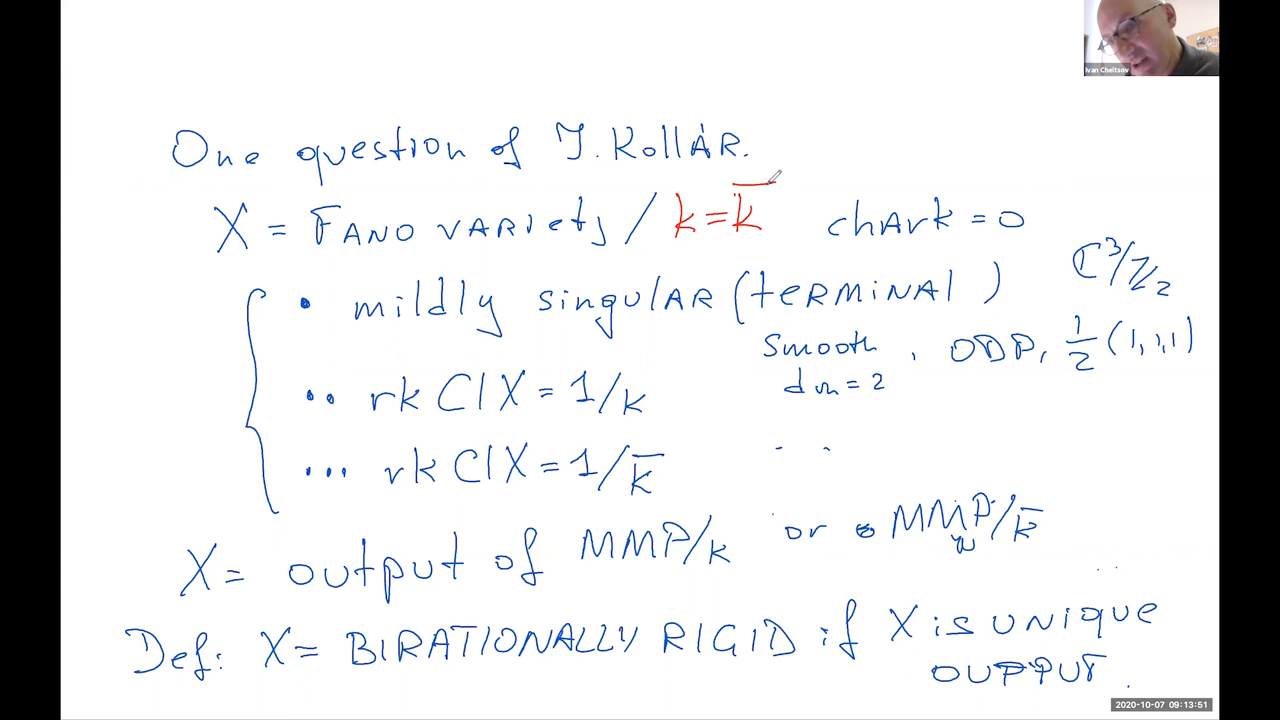 Ivan Cheltsov
One question of J. Kollár.
X = Fano variety / k = k̅   char k = 0
• mildly singular (terminal)   ℂ³/ℤ₂
smooth dim = 2, ODP, 1/2 (1,1,1)
•• rk Cl X = 1/k
••• rk Cl X = 1/k̅
X = output of MMP/k or MMP/k̅
Def: X = BIRATIONALLY RIGID if X is UNIQUE
OUTPUT.
2020-10-07 09:13:51